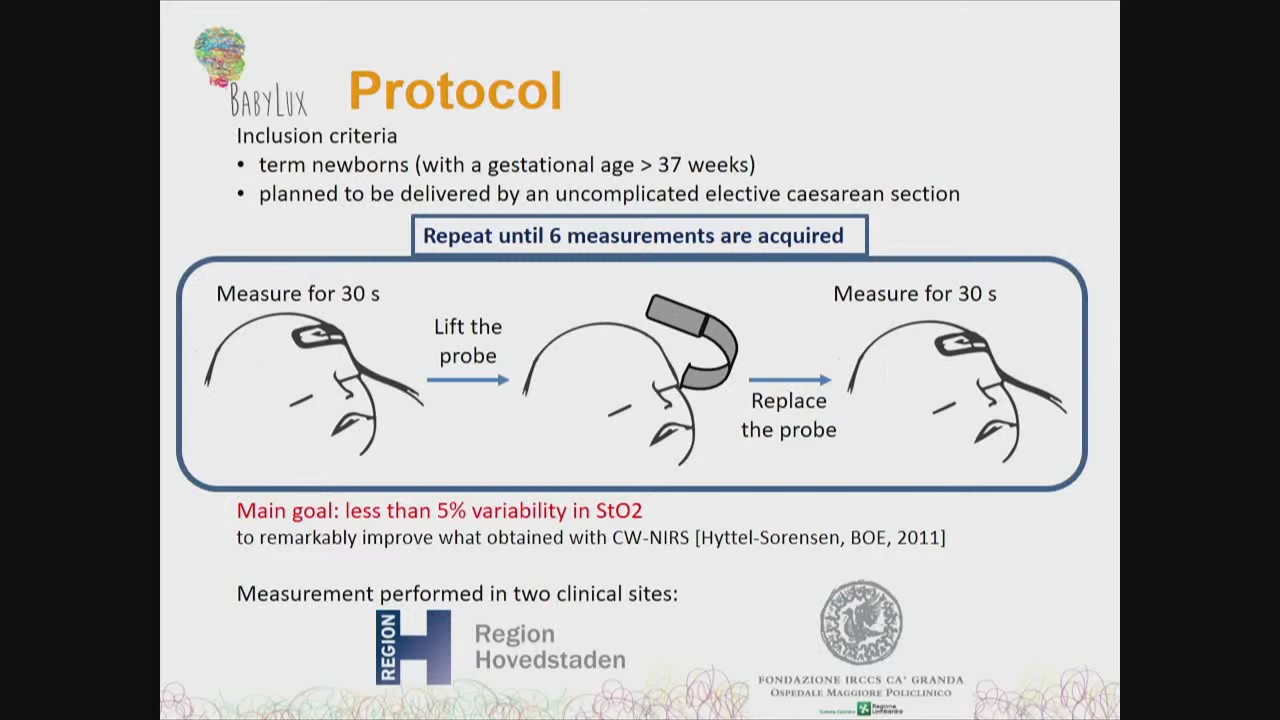 BABYLUX
Protocol
Inclusion criteria
• term newborns (with a gestational age > 37 weeks)
• planned to be delivered by an uncomplicated elective caesarean section
Repeat until 6 measurements are acquired
Measure for 30 s
Lift the
probe
Replace
the probe
Measure for 30 s
Main goal: less than 5% variability in StO2
to remarkably improve what obtained with CW-NIRS [Hyttel-Sorensen, BOE, 2011]
Measurement performed in two clinical sites:
REGION H
Region
Hovedstaden
FONDAZIONE IRCCS CA' GRANDA
OSPEDALE MAGGIORE POLICLINICO
Regione
Lombardia